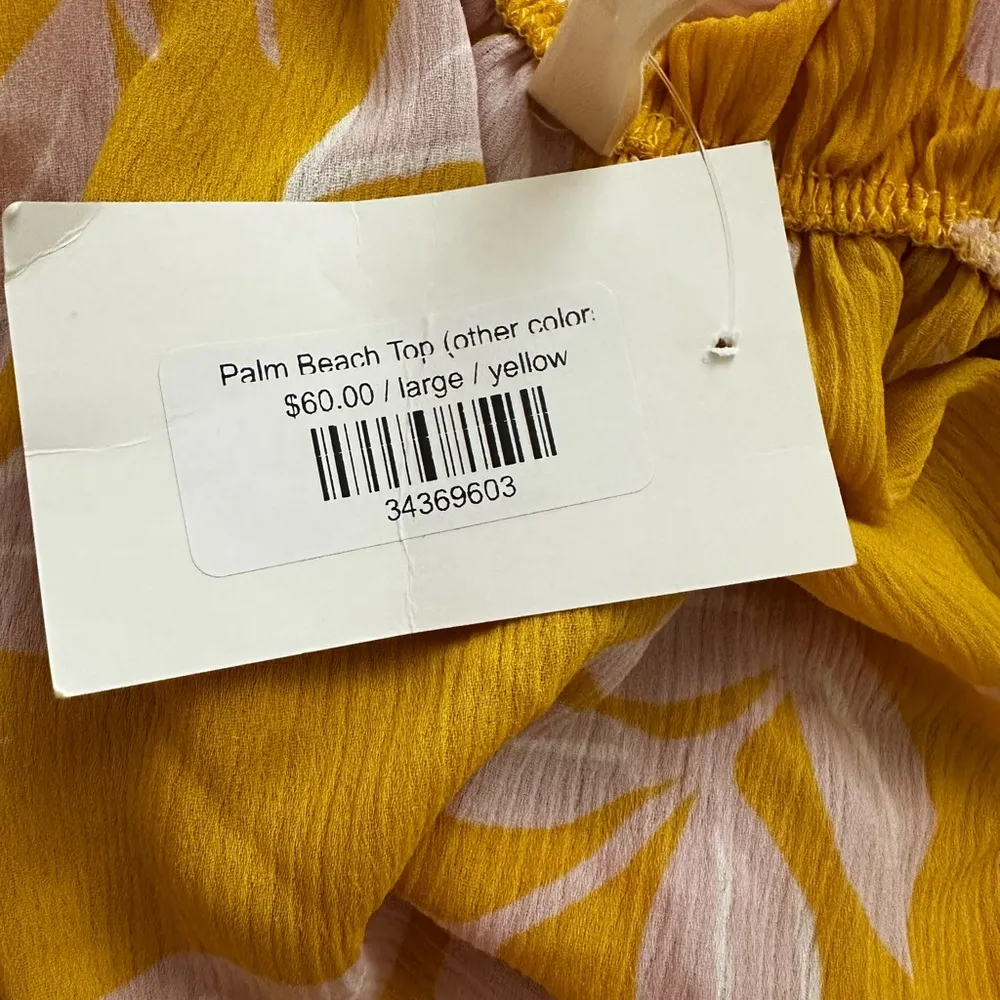 Palm Beach Top (other color
$60.00 / large / yellow
34369603